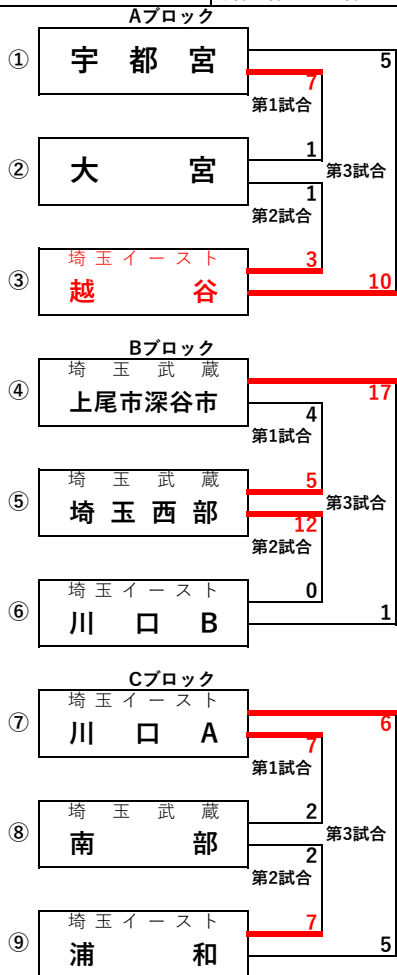 Aブロック
① 宇都宮 5
7
第1試合
② 大宮 1
第3試合
1
第2試合
埼玉イースト 3
③ 越谷 10
Bブロック
埼玉武蔵
④ 上尾市深谷市 17
4
第1試合
埼玉武蔵 5
⑤ 埼玉西部 第3試合
12
第2試合
埼玉イースト 0
⑥ 川口B 1
Cブロック
埼玉イースト
⑦ 川口A 6
7
第1試合
埼玉武蔵 2
⑧ 南部 第3試合
2
第2試合
埼玉イースト 7
⑨ 浦和 5